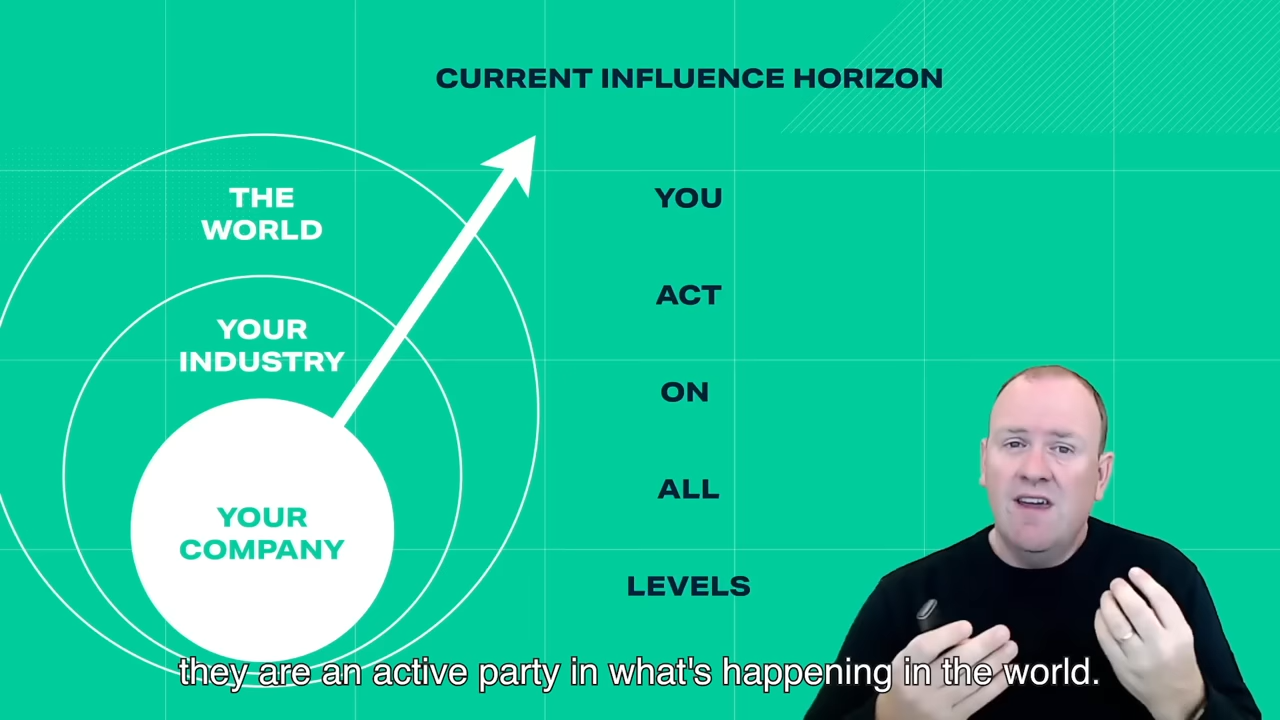 CURRENT INFLUENCE HORIZON
THE
WORLD
YOUR
INDUSTRY
YOUR
COMPANY
YOU
ACT
ON
ALL
LEVELS
they are an active party in what's happening in the world.